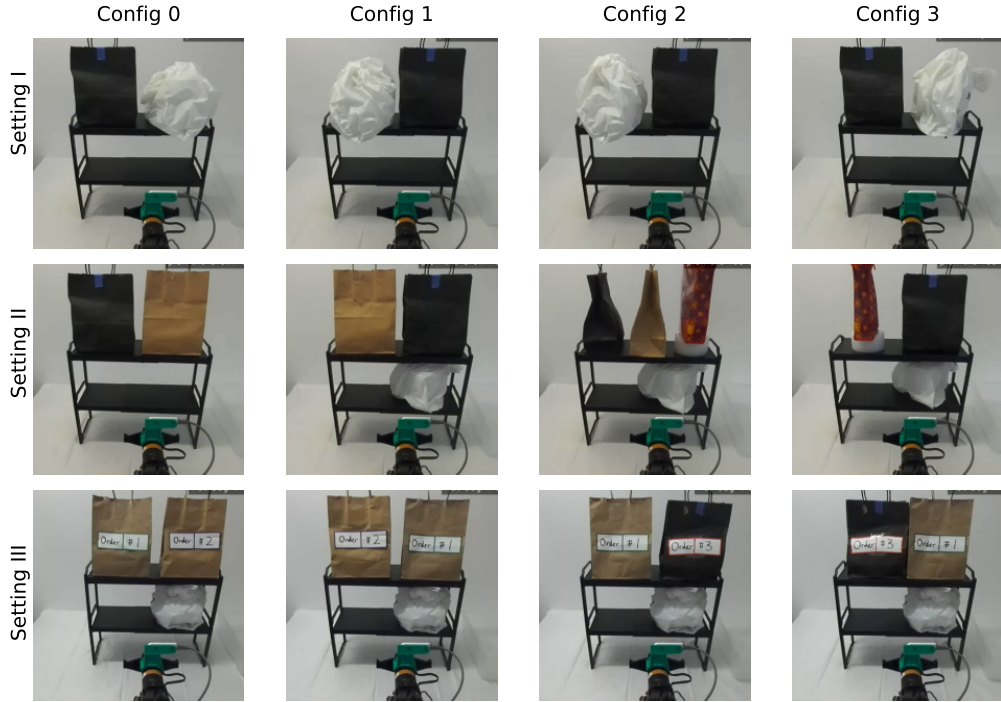 Config 0
Config 1
Config 2
Config 3
Setting I
Setting II
Setting III
Order #1
Order #2
Order #2
Order #1
Order #1
Order #3
Order #3
Order #1